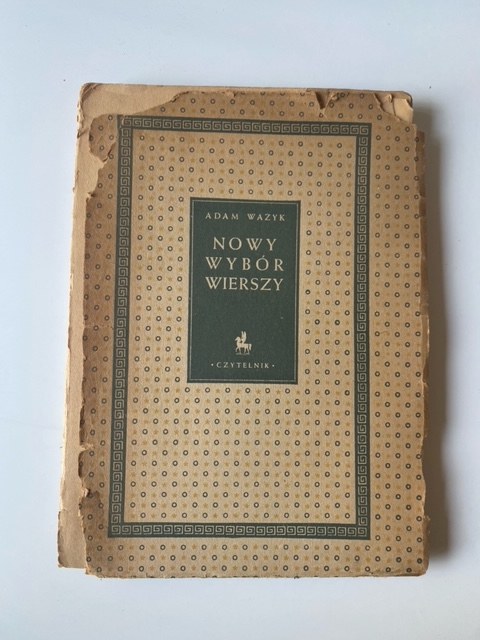 ADAM WAŻYK
NOWY
WYBÓR
WIERSZY
• CZYTELNIK •